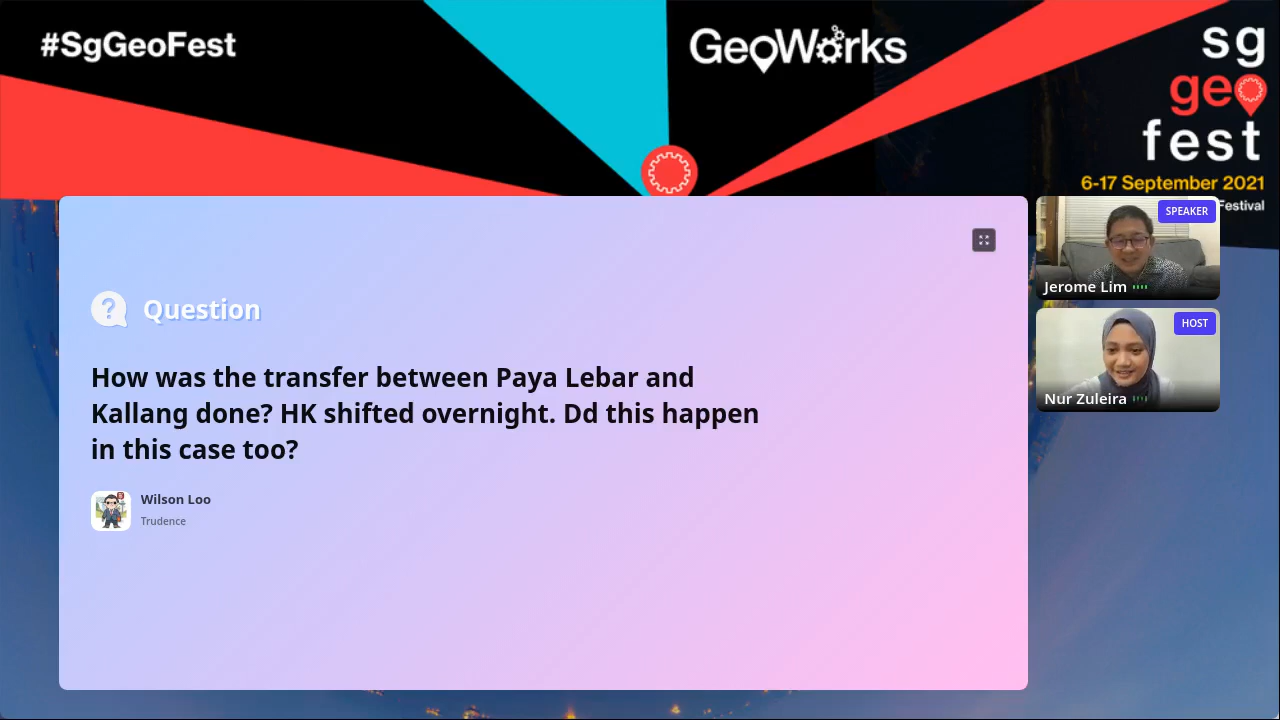 #SgGeoFest
GeoWorks
sg
geo
fest
6-17 September 2021
Festival
SPEAKER
Jerome Lim
HOST
Nur Zuleira
Question
How was the transfer between Paya Lebar and
Kallang done? HK shifted overnight. Dd this happen
in this case too?
Wilson Loo
Trudence